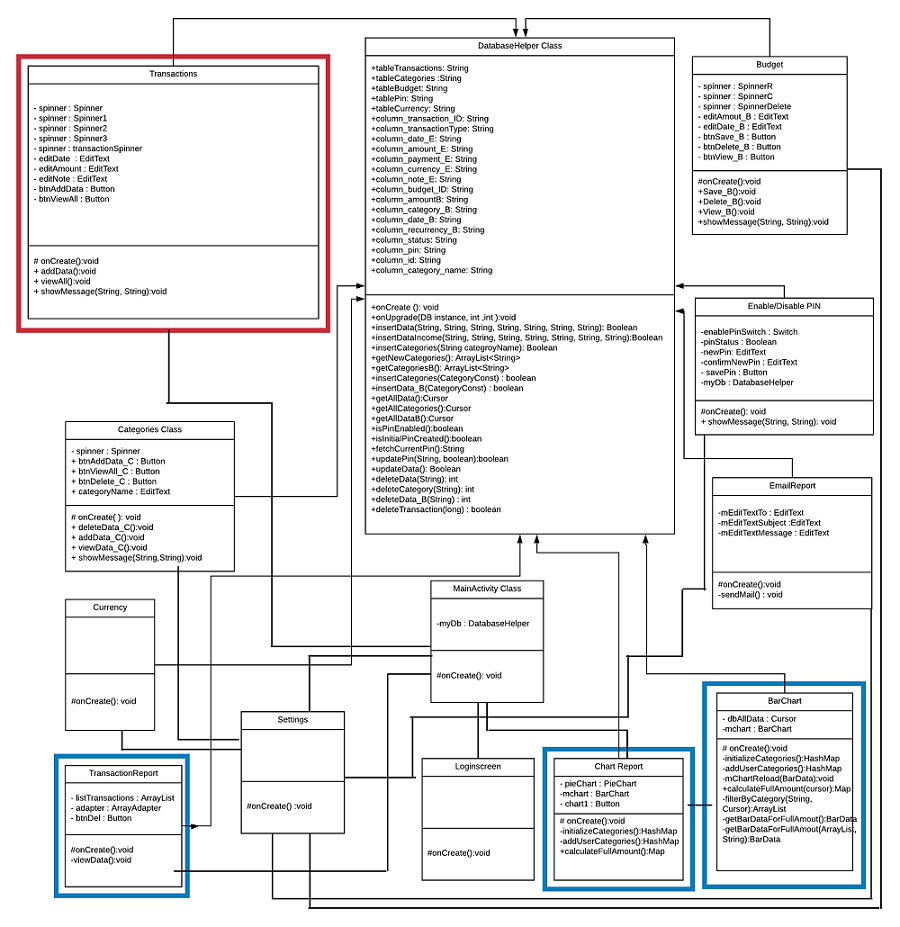 DatabaseHelper Class
+tableTransactions: String
+tableCategories :String
+tableBudget: String
+tablePin: String
+tableCurrency: String
+column_transaction_ID: String
+column_transactionType: String
+column_date_E: String
+column_amount_E: String
+column_payment_E: String
+column_currency_E: String
+column_note_E: String
+column_budget_ID: String
+column_amountB: String
+column_category_B: String
+column_date_B: String
+column_recurrency_B: String
+column_status: String
+column_pin: String
+column_id: String
+column_category_name: String
+onCreate (): void
+onUpgrade(DB instance, int ,int ):void
+insertData(String, String, String, String, String, String): Boolean
+insertDataIncome(String, String, String, String, String, String):Boolean
+insertCategories(String categroyName): Boolean
+getNewCategories(): ArrayList<String>
+getCategoriesB(): ArrayList<String>
+insertCategories(CategoryConst) : boolean
+insertData_B(CategoryConst) : boolean
+getAllData():Cursor
+getAllCategories():Cursor
+getAllDataB():Cursor
+isPinEnabled():boolean
+isInitialPinCreated():boolean
+fetchCurrentPin():String
+updatePin(String, boolean):boolean
+updateData(): Boolean
+deleteData(String): int
+deleteCategory(String): int
+deleteData_B(String) : int
+deleteTransaction(long) : boolean
Transactions
- spinner : Spinner
- spinner : Spinner1
- spinner : Spinner2
- spinner : Spinner3
- spinner : transactionSpinner
- editDate : EditText
- editAmount : EditText
- editNote : EditText
- btnAddData : Button
- btnViewAll : Button
# onCreate():void
+ addData():void
+ viewAll():void
+ showMessage(String, String):void
Budget
- spinner : SpinnerR
- spinner : SpinnerC
- spinner : SpinnerDelete
- editAmout_B : EditText
- editDate_B : EditText
- btnSave_B : Button
- btnDelete_B : Button
- btnView_B : Button
#onCreate():void
+Save_B():void
+Delete_B():void
+View_B():void
+showMessage(String, String):void
Enable/Disable PIN
-enablePinSwitch : Switch
-pinStatus : Boolean
-newPin: EditText
-confirmNewPin : EditText
- savePin : Button
-myDb : DatabaseHelper
#onCreate(): void
+ showMessage(String, String): void
Categories Class
- spinner : Spinner
+ btnAddData_C : Button
+ btnViewAll_C : Button
+ btnDelete_C : Button
+ categoryName : EditText
# onCreate( ): void
+ deleteData_C():void
+ addData_C():void
+ viewData_C():void
+ showMessage(String,String):void
EmailReport
-mEditTextTo : EditText
-mEditTextSubject :EditText
-mEditTextMessage : EditText
#onCreate():void
-sendMail() : void
MainActivity Class
-myDb : DatabaseHelper
#onCreate(): void
Currency
#onCreate(): void
Settings
#onCreate() :void
TransactionReport
- listTransactions : ArrayList
- adapter : ArrayAdapter
- btnDel : Button
#onCreate():void
-viewData():void
Loginscreen
#onCreate():void
Chart Report
- pieChart : PieChart
- mchart : BarChart
- chart1 : Button
# onCreate():void
-initializeCategories():HashMap
-addUserCategories():HashMap
+calculateFullAmount():Map
BarChart
- dbAllData : Cursor
- mchart : BarChart
# onCreate():void
-initializeCategories():HashMap
-addUserCategories():HashMap
-mChartReload(BarData):void
+calculateFullAmount(cursor):Map
-filterByCategory(String,
Cursor):ArrayList
-getBarDataForFullAmout():BarData
-getBarDataForFullAmout(ArrayList,
String):BarData